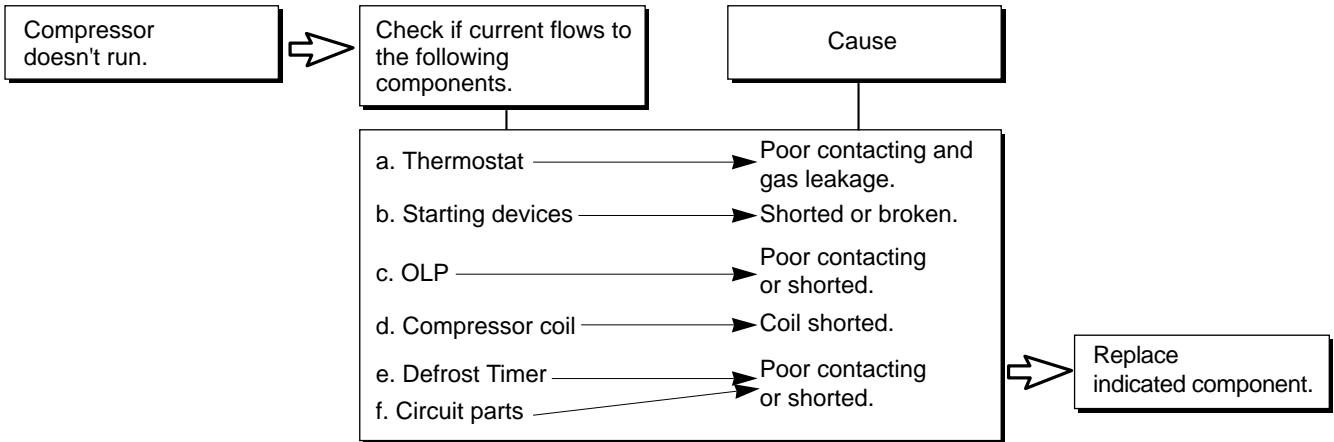 Compressor
doesn't run.
Check if current flows to
the following
components.
Cause
a. Thermostat
Poor contacting and
gas leakage.
b. Starting devices
Shorted or broken.
c. OLP
Poor contacting
or shorted.
d. Compressor coil
Coil shorted.
e. Defrost Timer
f. Circuit parts
Poor contacting
or shorted.
Replace
indicated component.